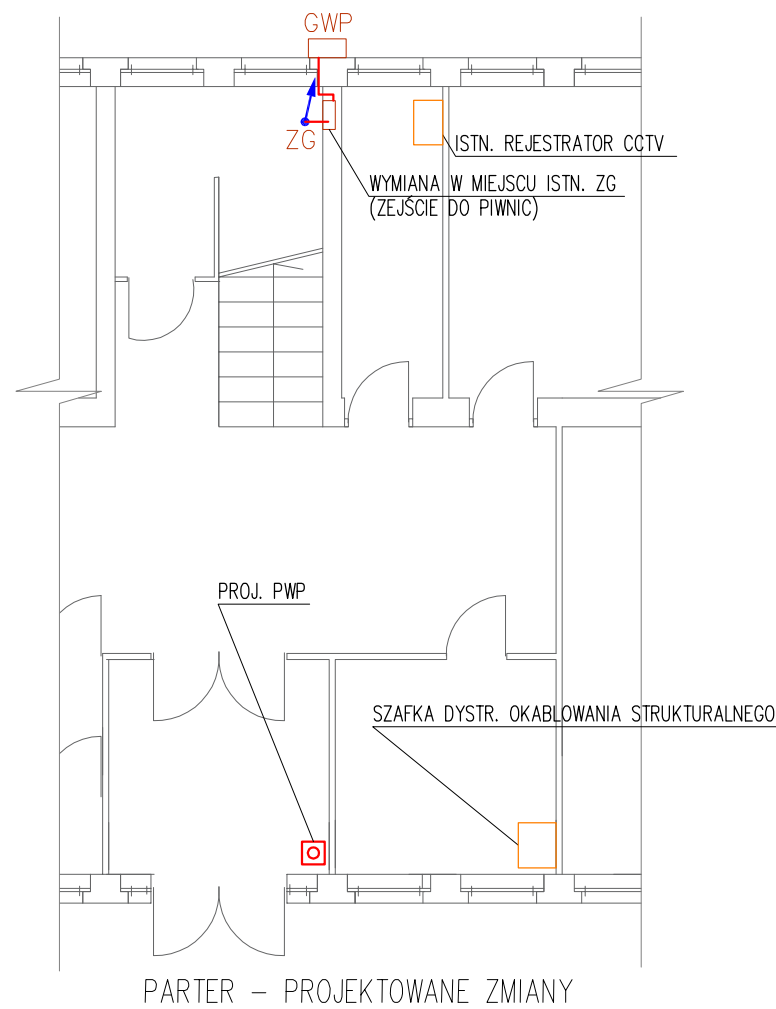 GWP
ZG
ISTN. REJESTRATOR CCTV
WYMIANA W MIEJSCU ISTN. ZG
(ZEJŚCIE DO PIWNIC)
PROJ. PWP
SZAFKA DYSTR. OKABLOWANIA STRUKTURALNEGO
PARTER – PROJEKTOWANE ZMIANY